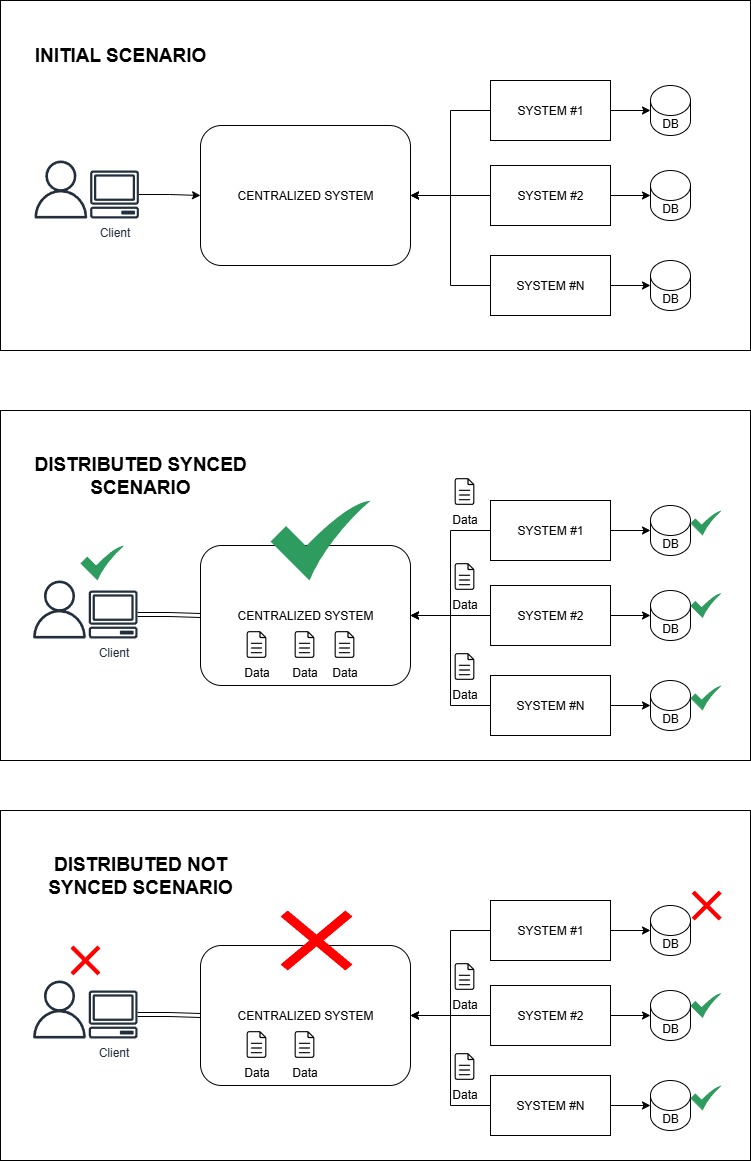 INITIAL SCENARIO
SYSTEM #1
DB
CENTRALIZED SYSTEM
SYSTEM #2
DB
Client
SYSTEM #N
DB
DISTRIBUTED SYNCED
SCENARIO
Data
SYSTEM #1
DB
Data
CENTRALIZED SYSTEM
SYSTEM #2
DB
Client
Data
Data
Data
Data
SYSTEM #N
DB
DISTRIBUTED NOT
SYNCED SCENARIO
SYSTEM #1
DB
Data
CENTRALIZED SYSTEM
SYSTEM #2
DB
Client
Data
Data
Data
SYSTEM #N
DB